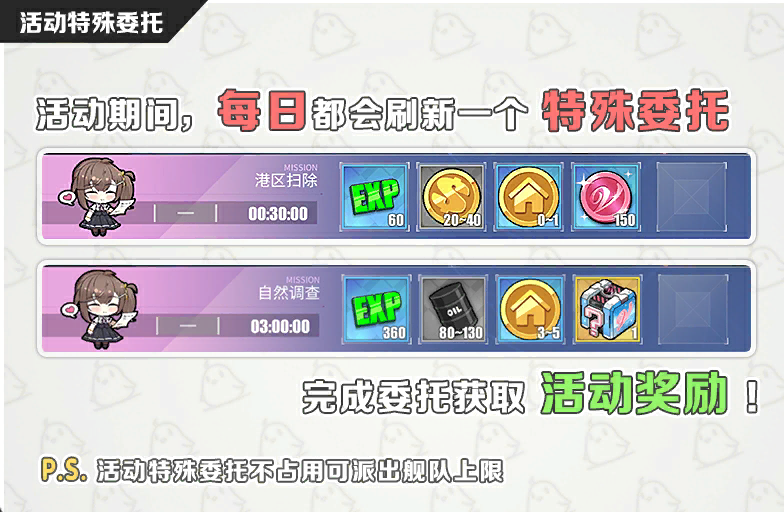 活动特殊委托
活动期间，每日都会刷新一个 特殊委托
MISSION
港区扫除
— 00:30:00
EXP 60
S 20~40
0~1
150
MISSION
自然调查
— 03:00:00
EXP 360
OIL 80~130
3~5
? 1
完成委托获取 活动奖励！
P.S. 活动特殊委托不占用可派出舰队上限